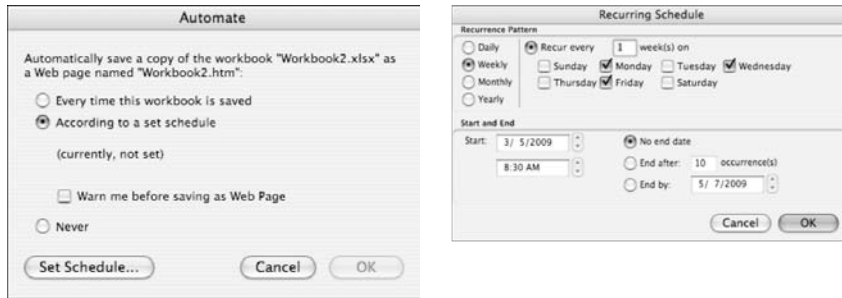 Automate
Automatically save a copy of the workbook "Workbook2.xlsx" as
a Web page named "Workbook2.htm":
Every time this workbook is saved
According to a set schedule
(currently, not set)
Warn me before saving as Web Page
Never
Set Schedule... Cancel OK
Recurring Schedule
Recurrence Pattern
Daily Recur every 1 week(s) on
Weekly Sunday Monday Tuesday Wednesday
Monthly Thursday Friday Saturday
Yearly
Start and End
Start: 3/ 5/2009 No end date
8:30 AM End after: 10 occurrence(s)
End by: 5/ 7/2009
Cancel OK